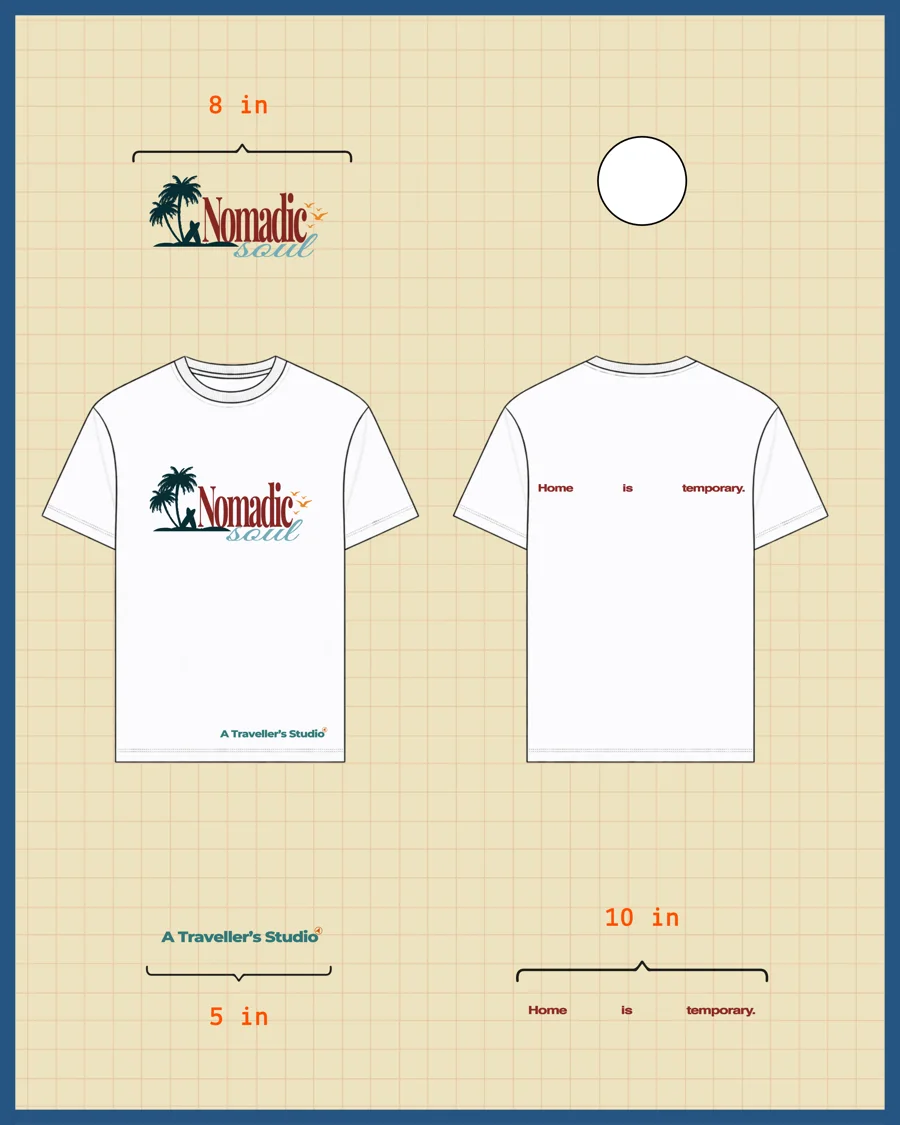 8 in
Nomadic
soul
Nomadic
soul
Home is temporary.
A Traveller's Studio
10 in
A Traveller's Studio
5 in
Home is temporary.